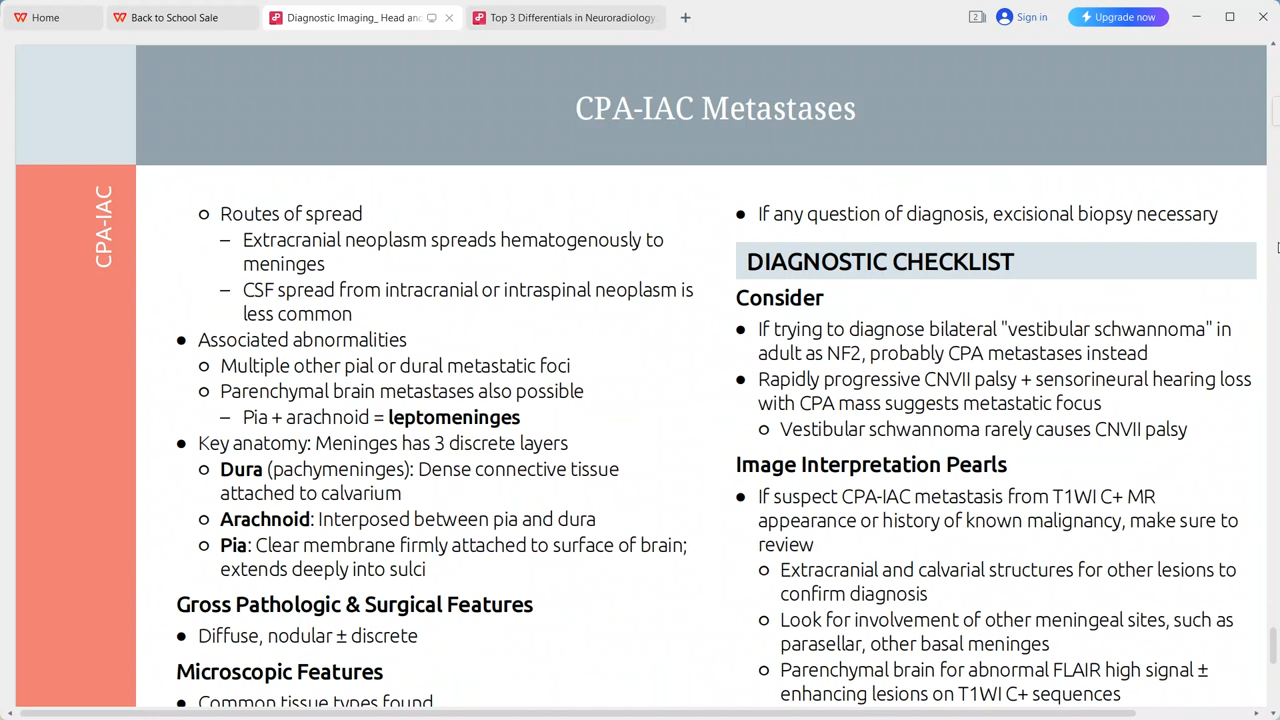 Home
Back to School Sale
Diagnostic Imaging_ Head and
Top 3 Differentials in Neuroradiology
2
Sign in
Upgrade now
CPA-IAC Metastases
CPA-IAC
Routes of spread
– Extracranial neoplasm spreads hematogenously to
meninges
– CSF spread from intracranial or intraspinal neoplasm is
less common
• Associated abnormalities
Multiple other pial or dural metastatic foci
Parenchymal brain metastases also possible
– Pia + arachnoid = leptomeninges
• Key anatomy: Meninges has 3 discrete layers
Dura (pachymeninges): Dense connective tissue
attached to calvarium
Arachnoid: Interposed between pia and dura
Pia: Clear membrane firmly attached to surface of brain;
extends deeply into sulci
Gross Pathologic & Surgical Features
• Diffuse, nodular ± discrete
Microscopic Features
• Common tissue types found
• If any question of diagnosis, excisional biopsy necessary
DIAGNOSTIC CHECKLIST
Consider
• If trying to diagnose bilateral "vestibular schwannoma" in
adult as NF2, probably CPA metastases instead
• Rapidly progressive CNVII palsy + sensorineural hearing loss
with CPA mass suggests metastatic focus
Vestibular schwannoma rarely causes CNVII palsy
Image Interpretation Pearls
• If suspect CPA-IAC metastasis from T1WI C+ MR
appearance or history of known malignancy, make sure to
review
Extracranial and calvarial structures for other lesions to
confirm diagnosis
Look for involvement of other meningeal sites, such as
parasellar, other basal meninges
Parenchymal brain for abnormal FLAIR high signal ±
enhancing lesions on T1WI C+ sequences